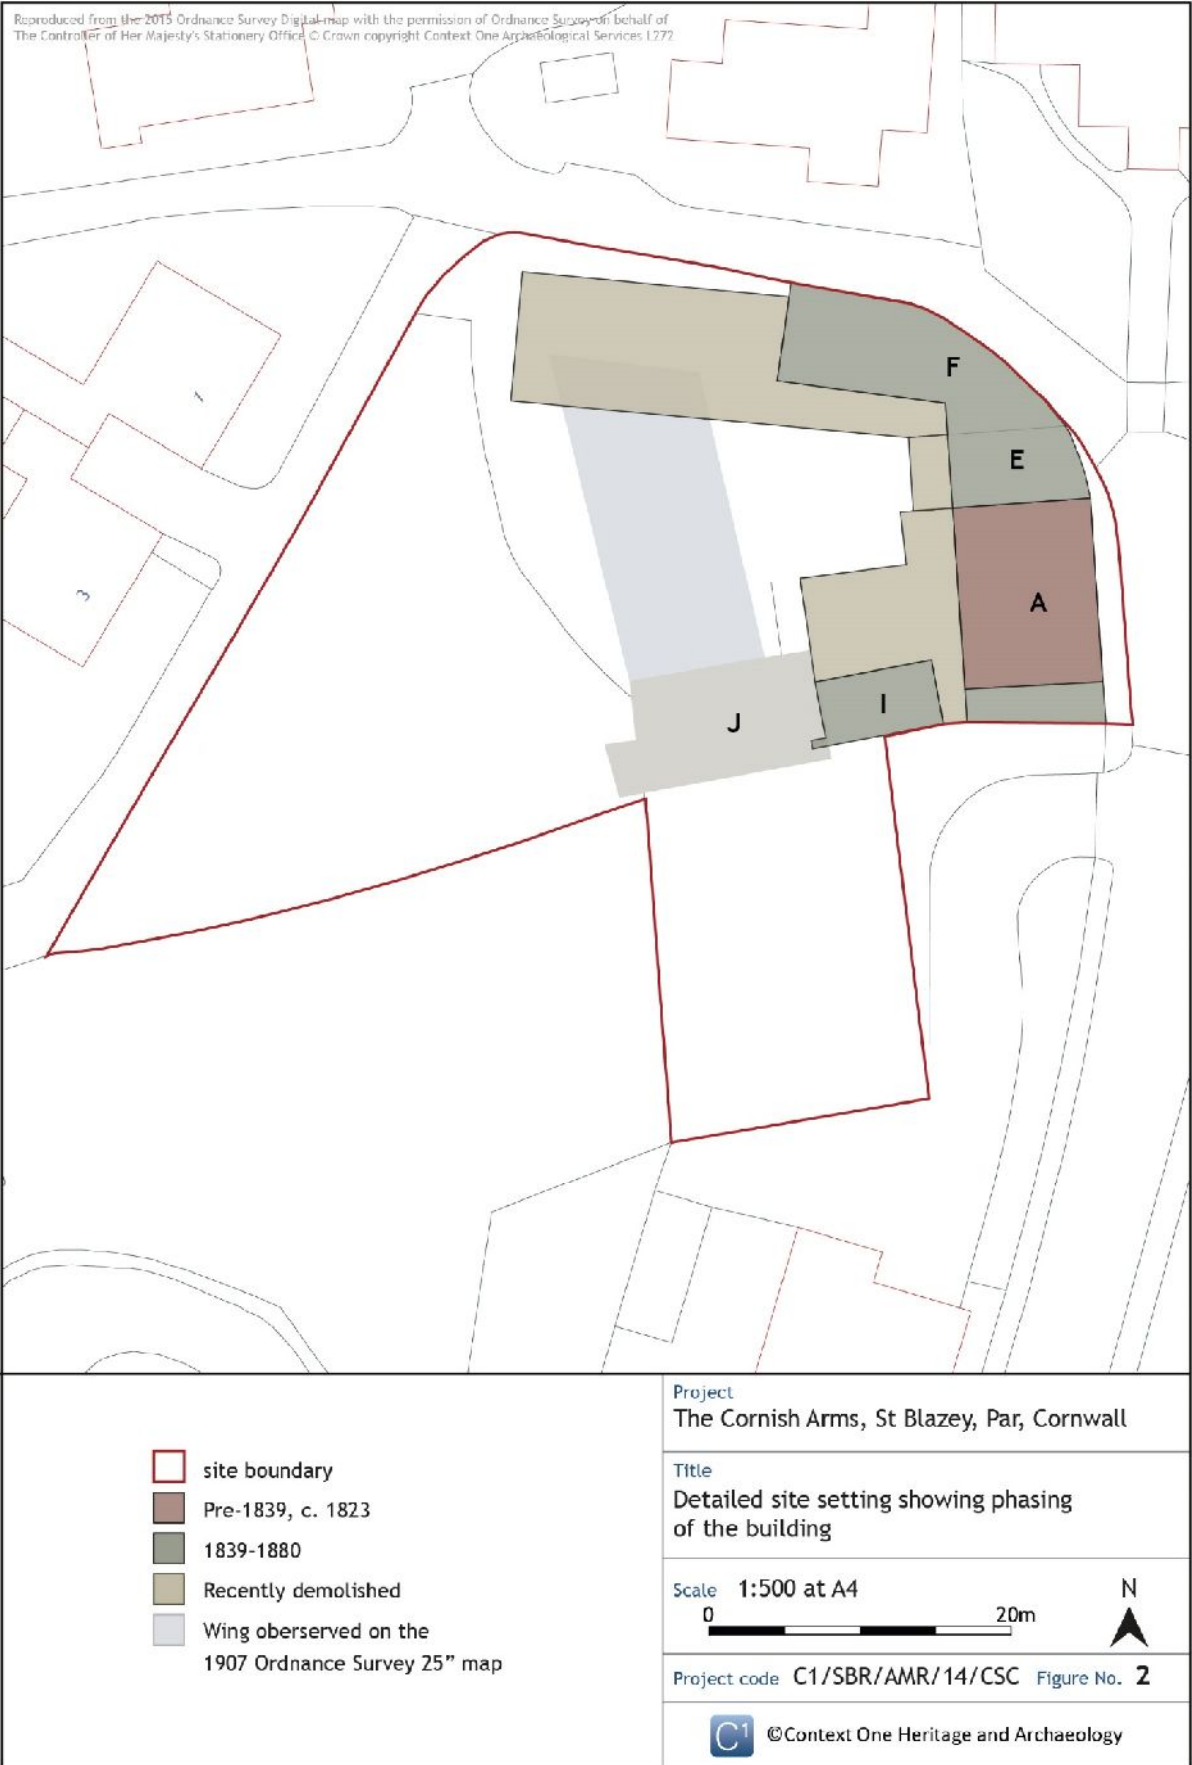 Reproduced from the 2015 Ordnance Survey Digital map with the permission of Ordnance Survey on behalf of
The Controller of Her Majesty's Stationery Office © Crown copyright Context One Archaeological Services L272
F
E
1
A
3
I
J
site boundary
Pre-1839, c. 1823
1839-1880
Recently demolished
Wing oberserved on the
1907 Ordnance Survey 25” map
Project
The Cornish Arms, St Blazey, Par, Cornwall
Title
Detailed site setting showing phasing
of the building
Scale 1:500 at A4
N
0 20m
Project code C1/SBR/AMR/14/CSC Figure No. 2
C1 ©Context One Heritage and Archaeology